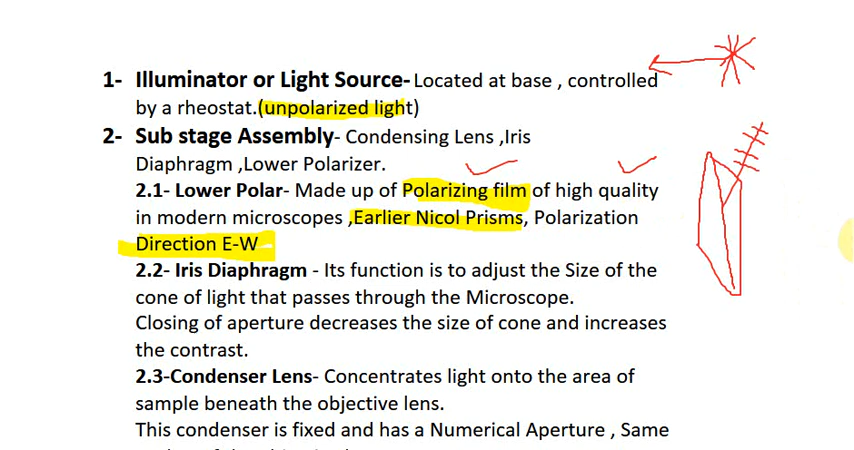 1- Illuminator or Light Source- Located at base , controlled
by a rheostat.(unpolarized light)
2- Sub stage Assembly- Condensing Lens ,Iris
Diaphragm ,Lower Polarizer.
2.1- Lower Polar- Made up of Polarizing film of high quality
in modern microscopes ,Earlier Nicol Prisms, Polarization
Direction E-W
2.2- Iris Diaphragm - Its function is to adjust the Size of the
cone of light that passes through the Microscope.
Closing of aperture decreases the size of cone and increases
the contrast.
2.3-Condenser Lens- Concentrates light onto the area of
sample beneath the objective lens.
This condenser is fixed and has a Numerical Aperture , Same